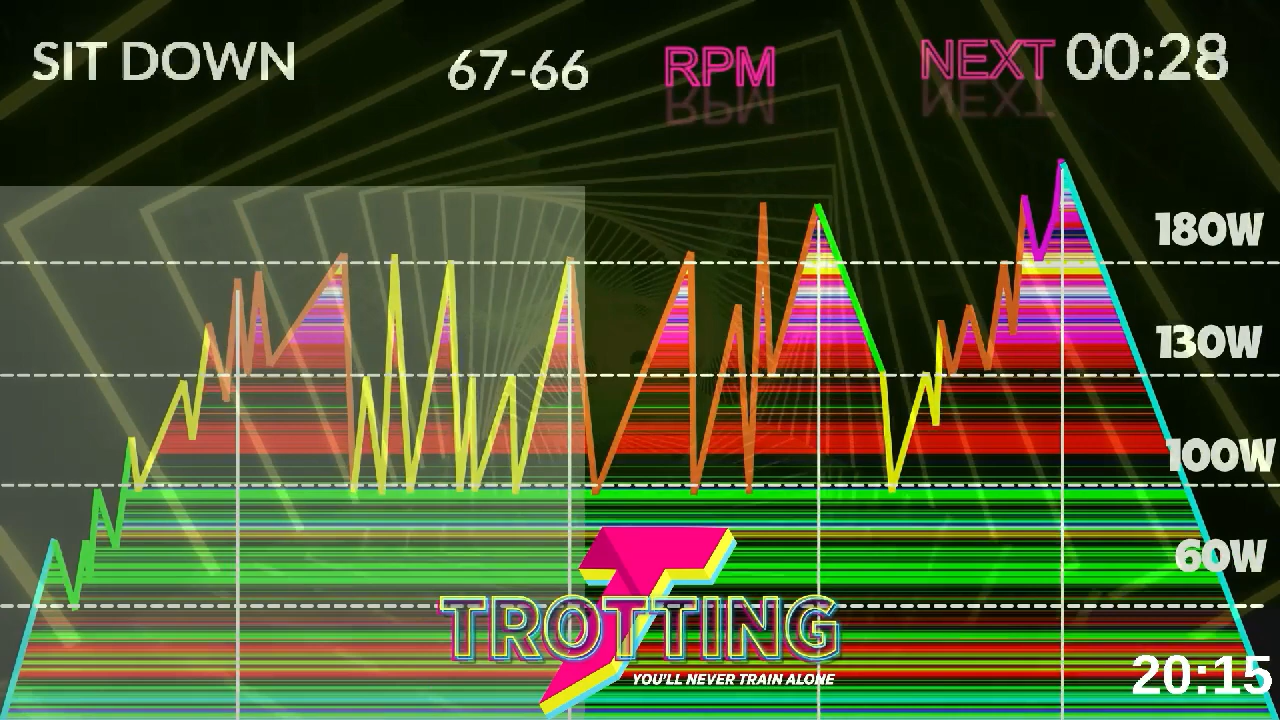 SIT DOWN 67-66 RPM NEXT 00:28
180W
130W
100W
60W
TROTTING
YOU'LL NEVER TRAIN ALONE
20:15